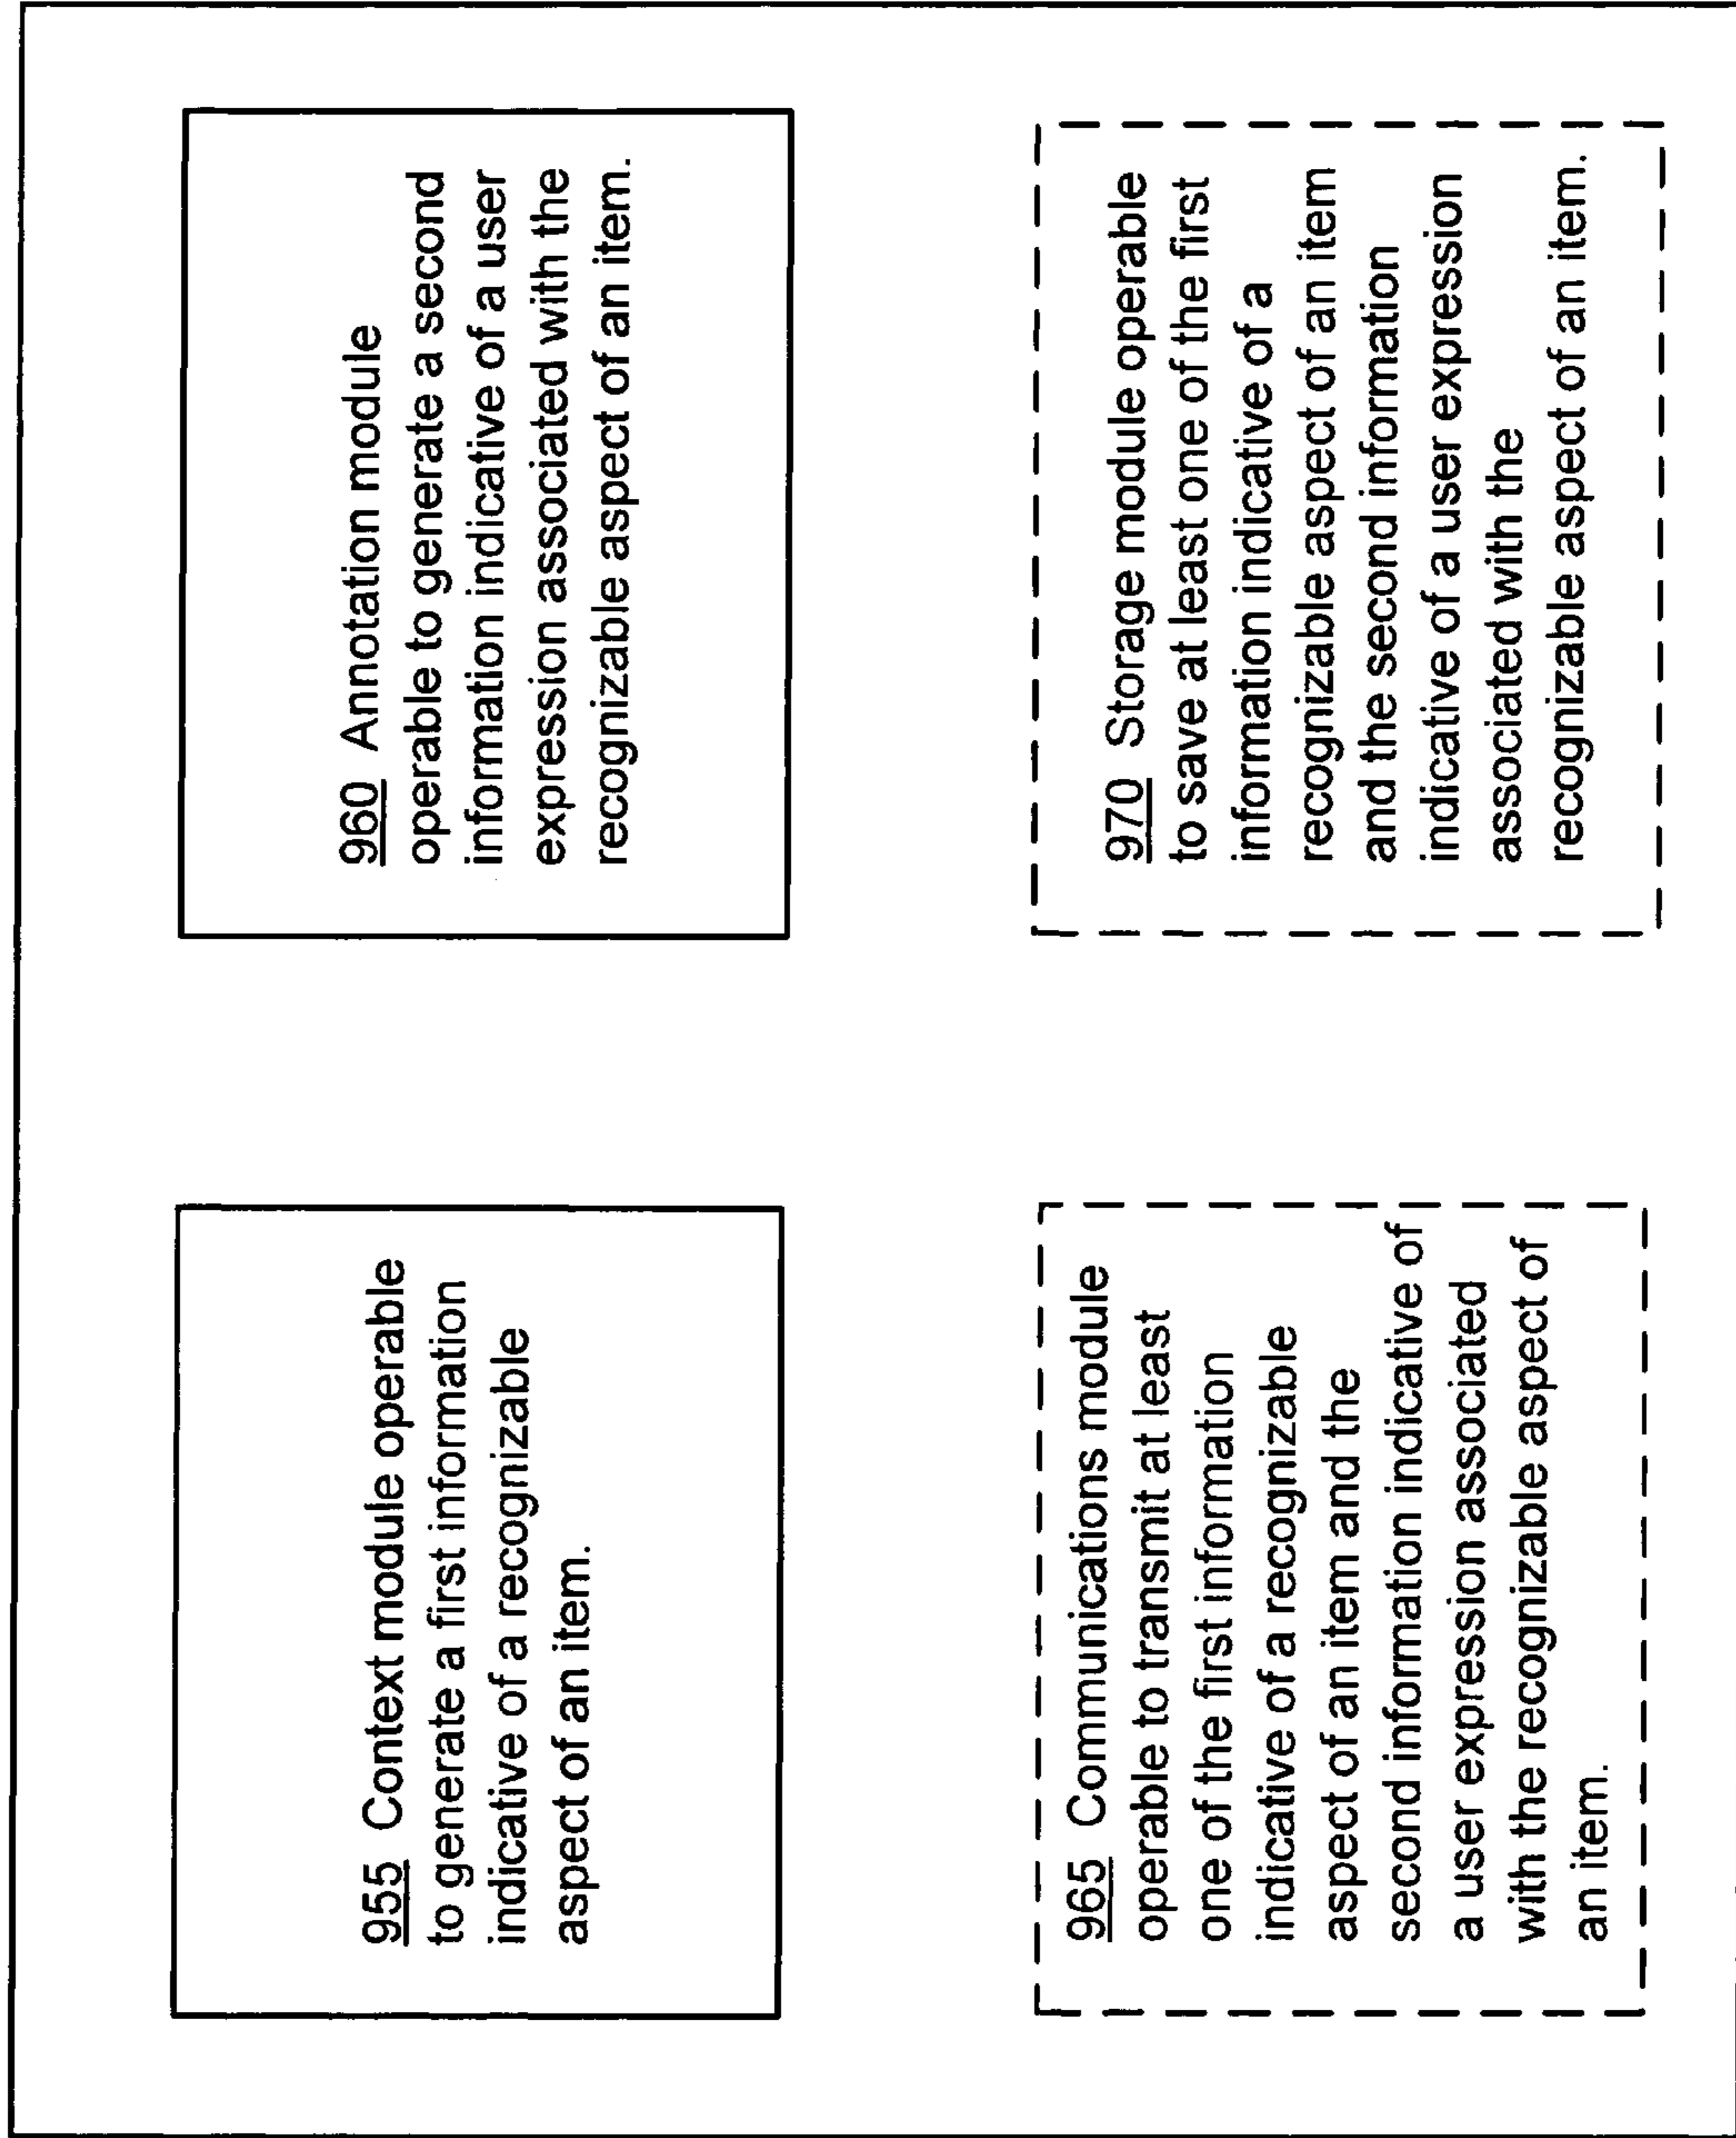 955 Context module operable
to generate a first information
indicative of a recognizable
aspect of an item.
960 Annotation module
operable to generate a second
information indicative of a user
expression associated with the
recognizable aspect of an item.
965 Communications module
operable to transmit at least
one of the first information
indicative of a recognizable
aspect of an item and the
second information indicative of
a user expression associated
with the recognizable aspect of
an item.
970 Storage module operable
to save at least one of the first
information indicative of a
recognizable aspect of an item
and the second information
indicative of a user expression
associated with the
recognizable aspect of an item.